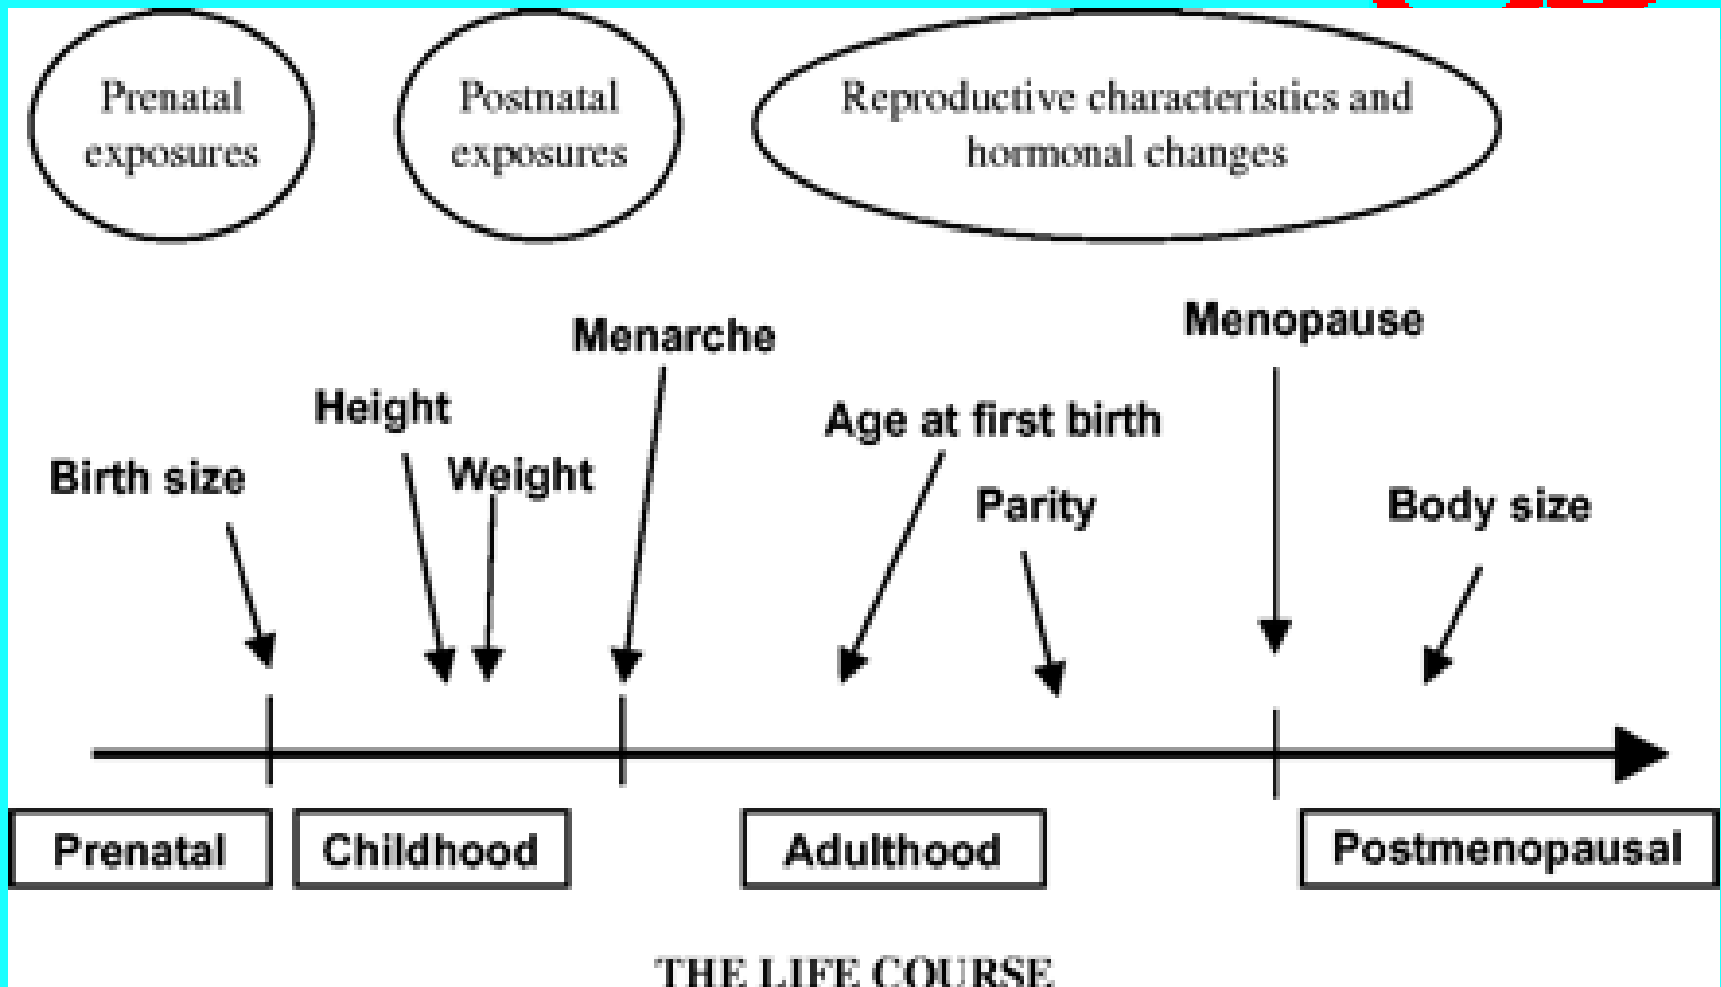 Prenatal
exposures
Postnatal
exposures
Reproductive characteristics and
hormonal changes
Menarche
Menopause
Height
Age at first birth
Birth size
Weight
Parity
Body size
Prenatal
Childhood
Adulthood
Postmenopausal
THE LIFE COURSE